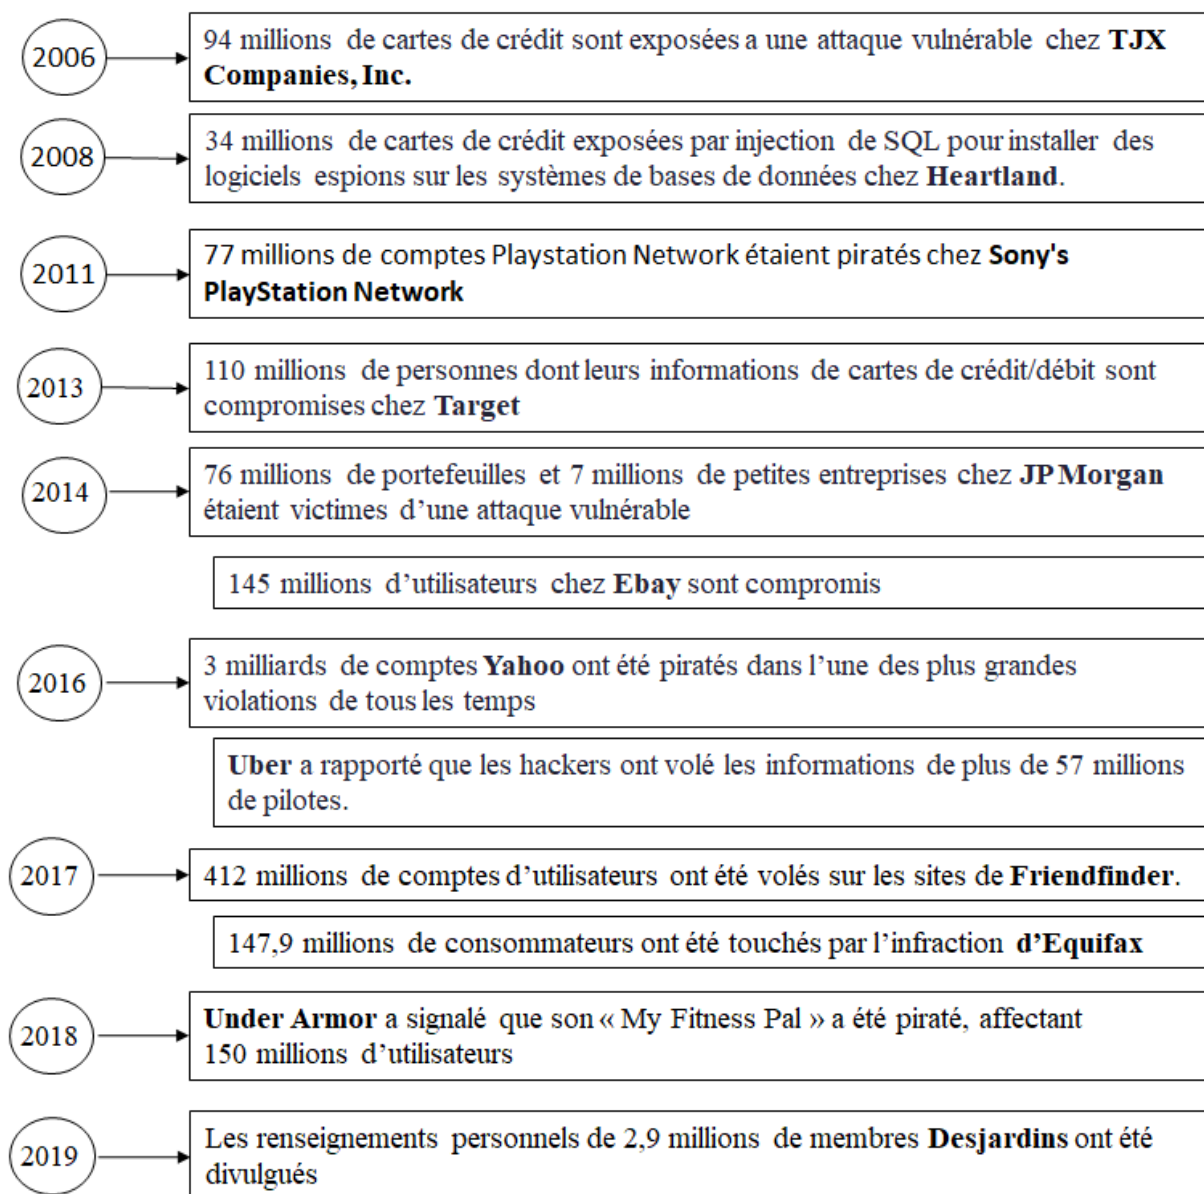 2006
94 millions de cartes de crédit sont exposées a une attaque vulnérable chez TJX
Companies, Inc.
2008
34 millions de cartes de crédit exposées par injection de SQL pour installer des
logiciels espions sur les systèmes de bases de données chez Heartland.
2011
77 millions de comptes Playstation Network étaient piratés chez Sony's
PlayStation Network
2013
110 millions de personnes dont leurs informations de cartes de crédit/débit sont
compromises chez Target
2014
76 millions de portefeuilles et 7 millions de petites entreprises chez JP Morgan
étaient victimes d’une attaque vulnérable
145 millions d’utilisateurs chez Ebay sont compromis
2016
3 milliards de comptes Yahoo ont été piratés dans l’une des plus grandes
violations de tous les temps
Uber a rapporté que les hackers ont volé les informations de plus de 57 millions
de pilotes.
2017
412 millions de comptes d’utilisateurs ont été volés sur les sites de Friendfinder.
147,9 millions de consommateurs ont été touchés par l’infraction d’Equifax
2018
Under Armor a signalé que son « My Fitness Pal » a été piraté, affectant
150 millions d’utilisateurs
2019
Les renseignements personnels de 2,9 millions de membres Desjardins ont été
divulgués